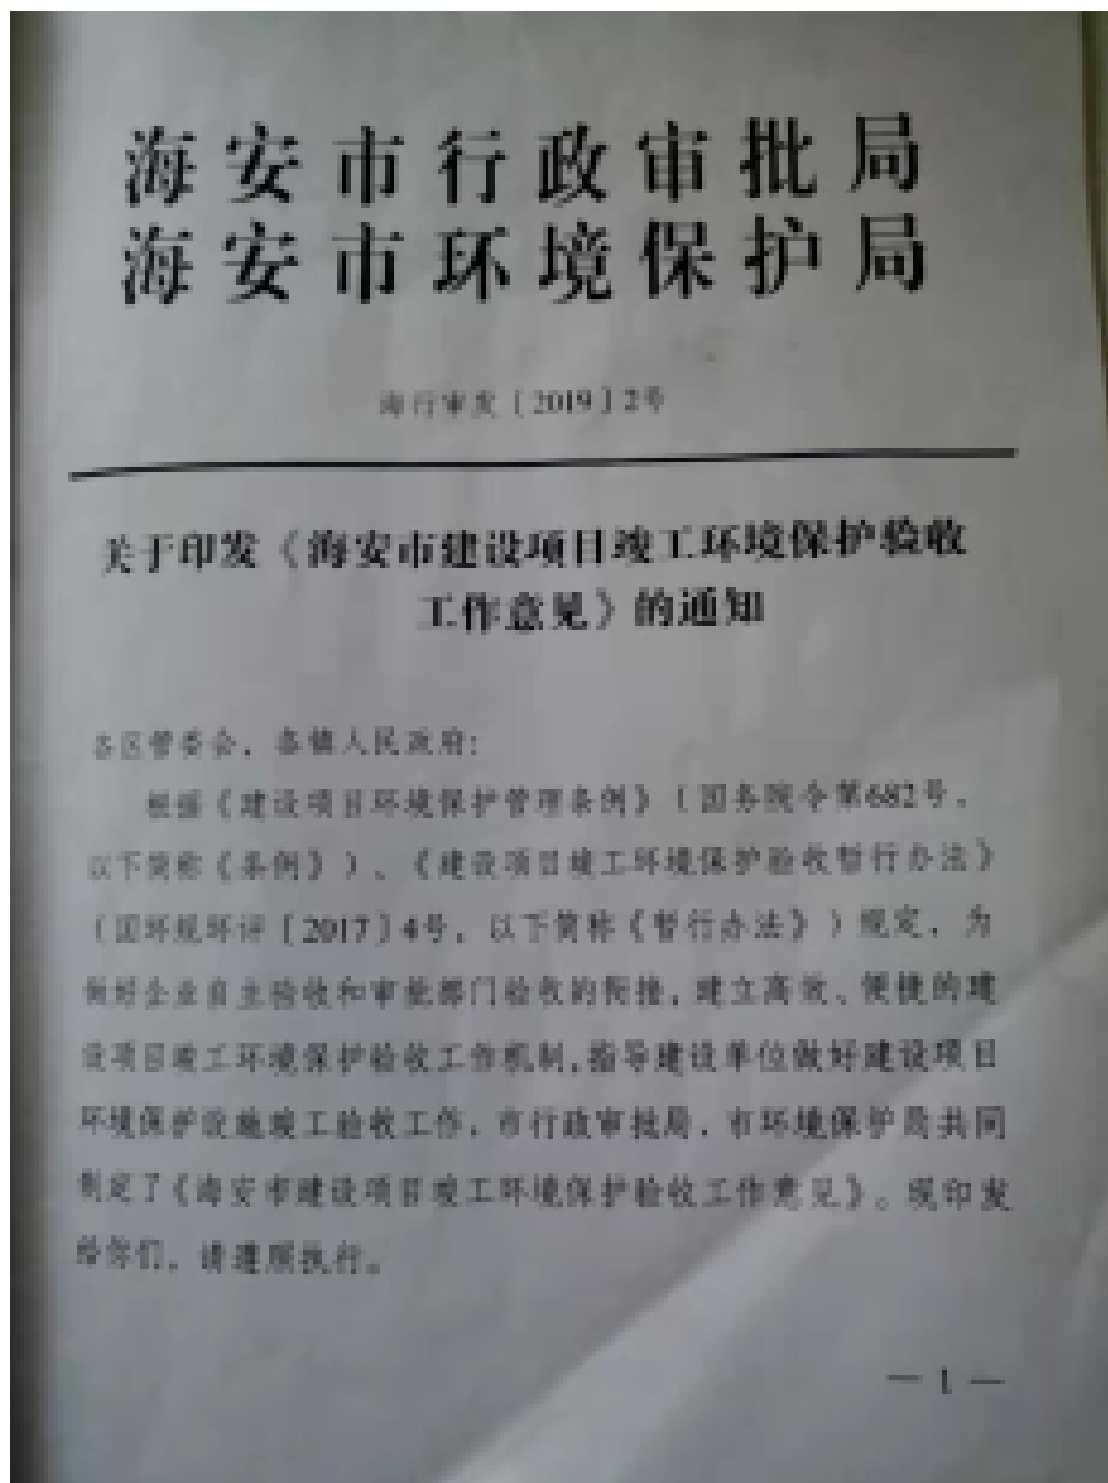 海安市行政审批局
海安市环境保护局
海行审发〔2019〕2号
关于印发《海安市建设项目竣工环境保护验收
工作意见》的通知
各区管委会，各镇人民政府：
根据《建设项目环境保护管理条例》（国务院令第682号，
以下简称《条例》）、《建设项目竣工环境保护验收暂行办法》
（国环规环评〔2017〕4号，以下简称《暂行办法》）规定，为
做好企业自主验收和审批部门验收的衔接，建立高效、便捷的建
设项目竣工环境保护验收工作机制，指导建设单位做好建设项目
环境保护设施竣工验收工作，市行政审批局，市环境保护局共同
制定了《海安市建设项目竣工环境保护验收工作意见》。现印发
给你们，请遵照执行。
— 1 —